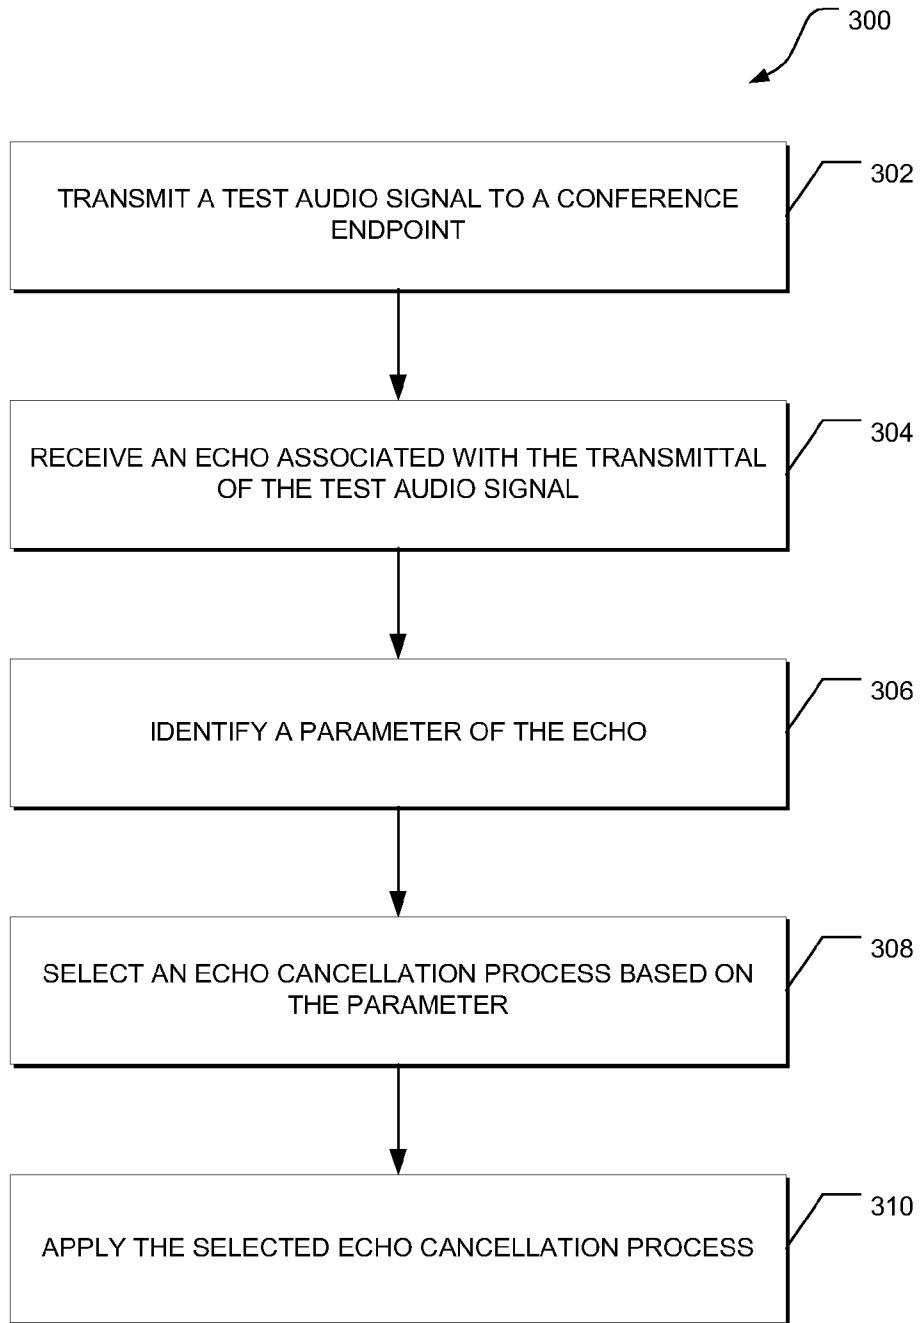 300
TRANSMIT A TEST AUDIO SIGNAL TO A CONFERENCE
ENDPOINT
302
RECEIVE AN ECHO ASSOCIATED WITH THE TRANSMITTAL
OF THE TEST AUDIO SIGNAL
304
IDENTIFY A PARAMETER OF THE ECHO
306
SELECT AN ECHO CANCELLATION PROCESS BASED ON
THE PARAMETER
308
APPLY THE SELECTED ECHO CANCELLATION PROCESS
310